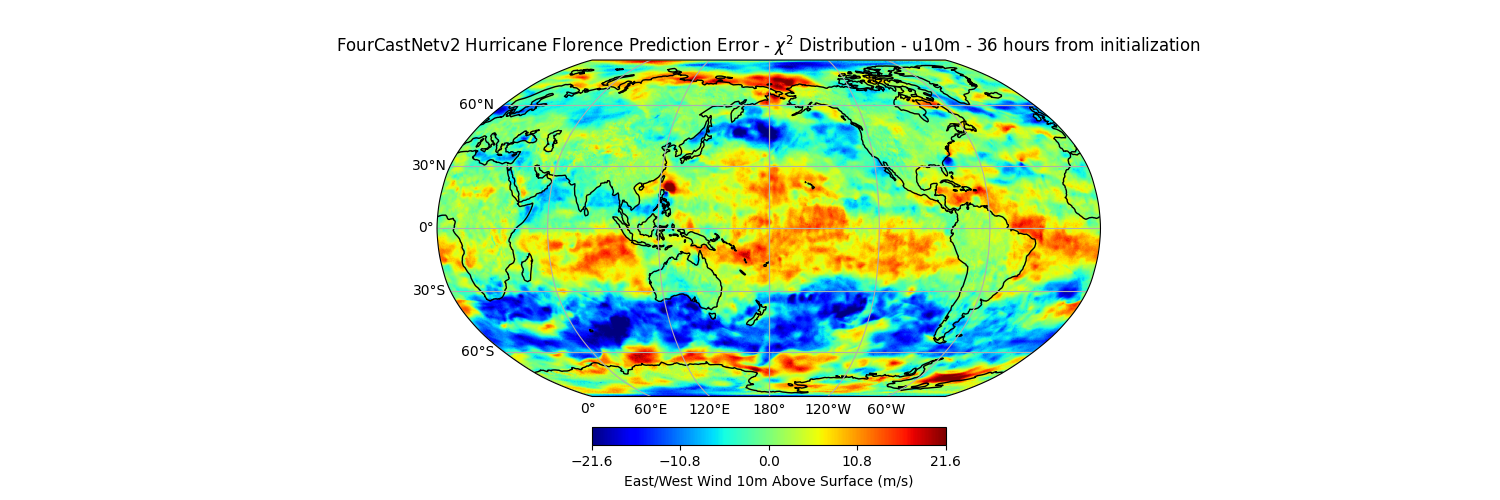 FourCastNetv2 Hurricane Florence Prediction Error - χ² Distribution - u10m - 36 hours from initialization
60°N
30°N
0°
30°S
60°S
0° 60°E 120°E 180° 120°W 60°W
−21.6 −10.8 0.0 10.8 21.6
East/West Wind 10m Above Surface (m/s)